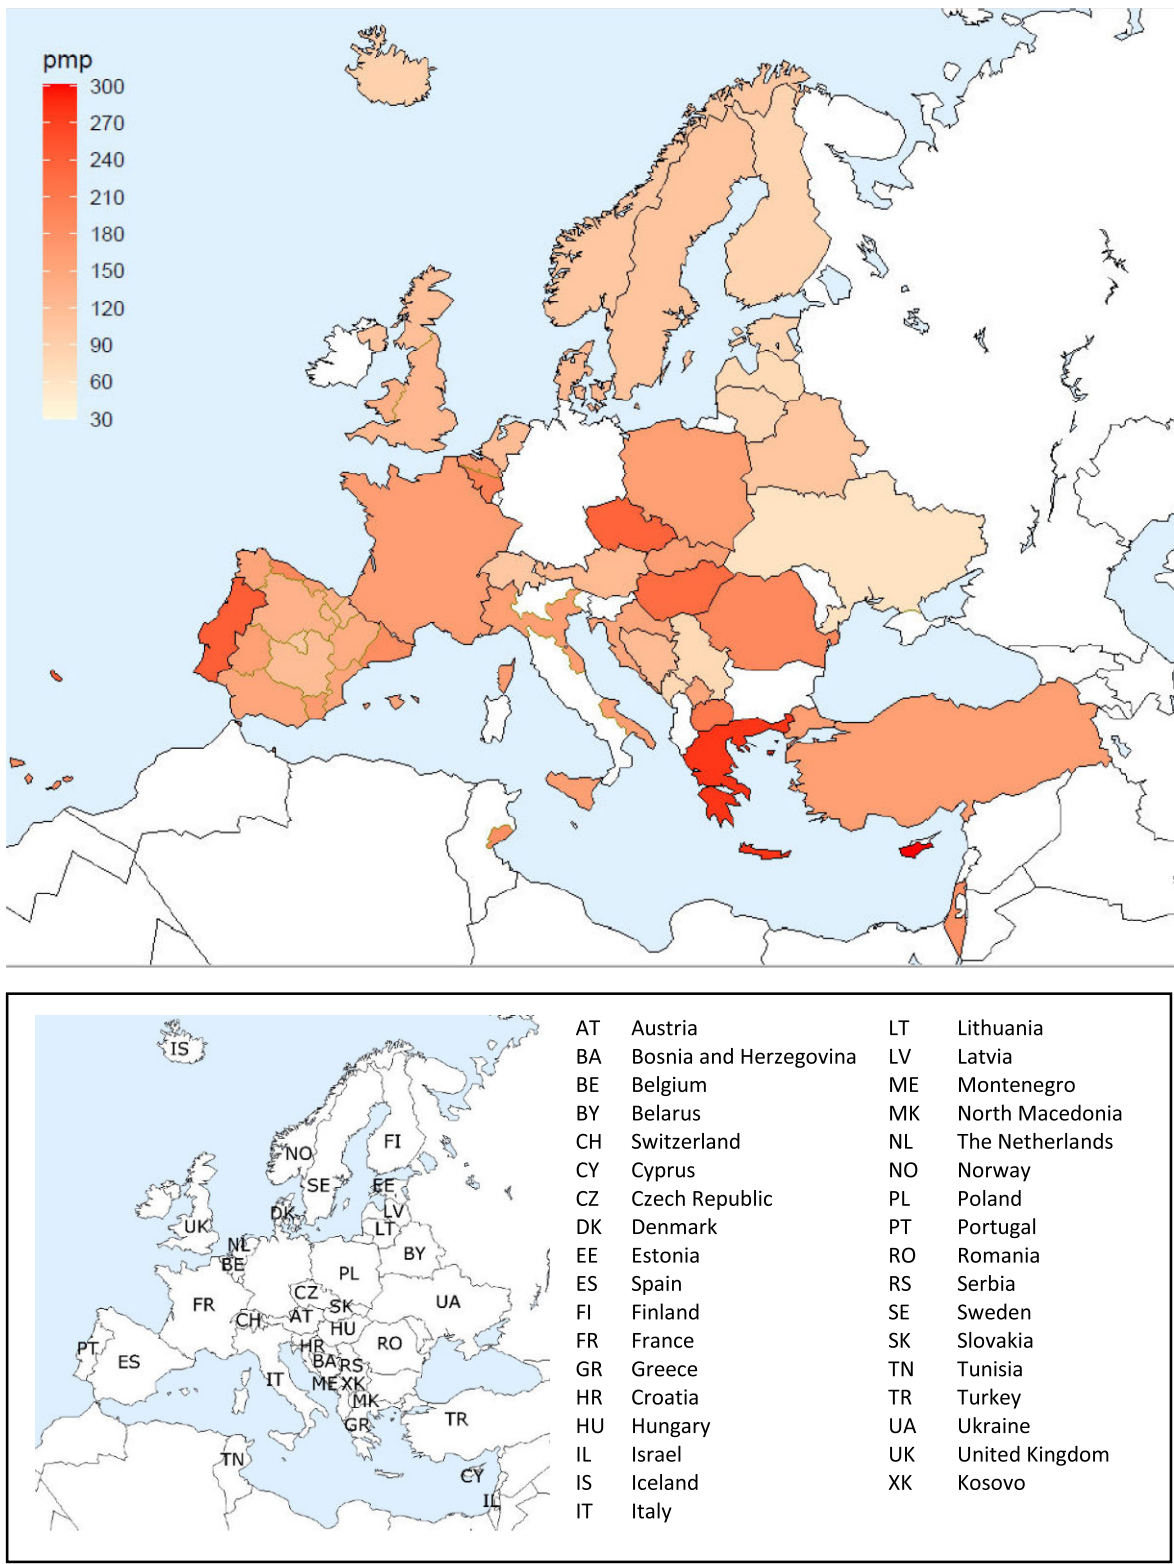 pmp
300
270
240
210
180
150
120
90
60
30
IS
NO
FI
SE
EE
DK
LV
LT
UK
NL
BY
BE
PL
CZ
FR
SK
UA
AT
CH
HU
RO
HR
PT
BA
RS
ES
IT
ME
XK
MK
GR
TR
TN
CY
IL
AT Austria LT Lithuania
BA Bosnia and Herzegovina LV Latvia
BE Belgium ME Montenegro
BY Belarus MK North Macedonia
CH Switzerland NL The Netherlands
CY Cyprus NO Norway
CZ Czech Republic PL Poland
DK Denmark PT Portugal
EE Estonia RO Romania
ES Spain RS Serbia
FI Finland SE Sweden
FR France SK Slovakia
GR Greece TN Tunisia
HR Croatia TR Turkey
HU Hungary UA Ukraine
IL Israel UK United Kingdom
IS Iceland XK Kosovo
IT Italy